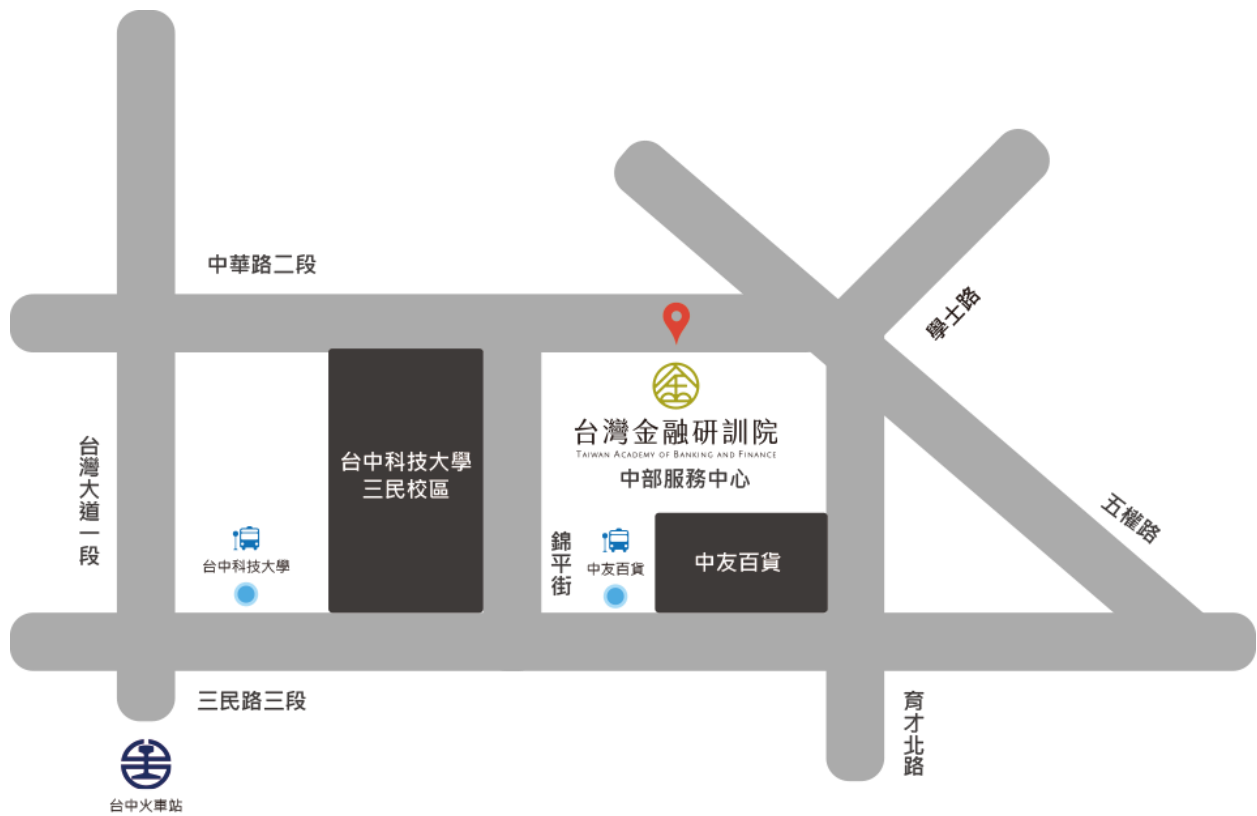 中華路二段
學士路
台灣金融研訓院
TAIWAN ACADEMY OF BANKING AND FINANCE
中部服務中心
台灣大道一段
台中科技大學
三民校區
五權路
台中科技大學
錦平街
中友百貨
中友百貨
三民路三段
育才北路
台中火車站